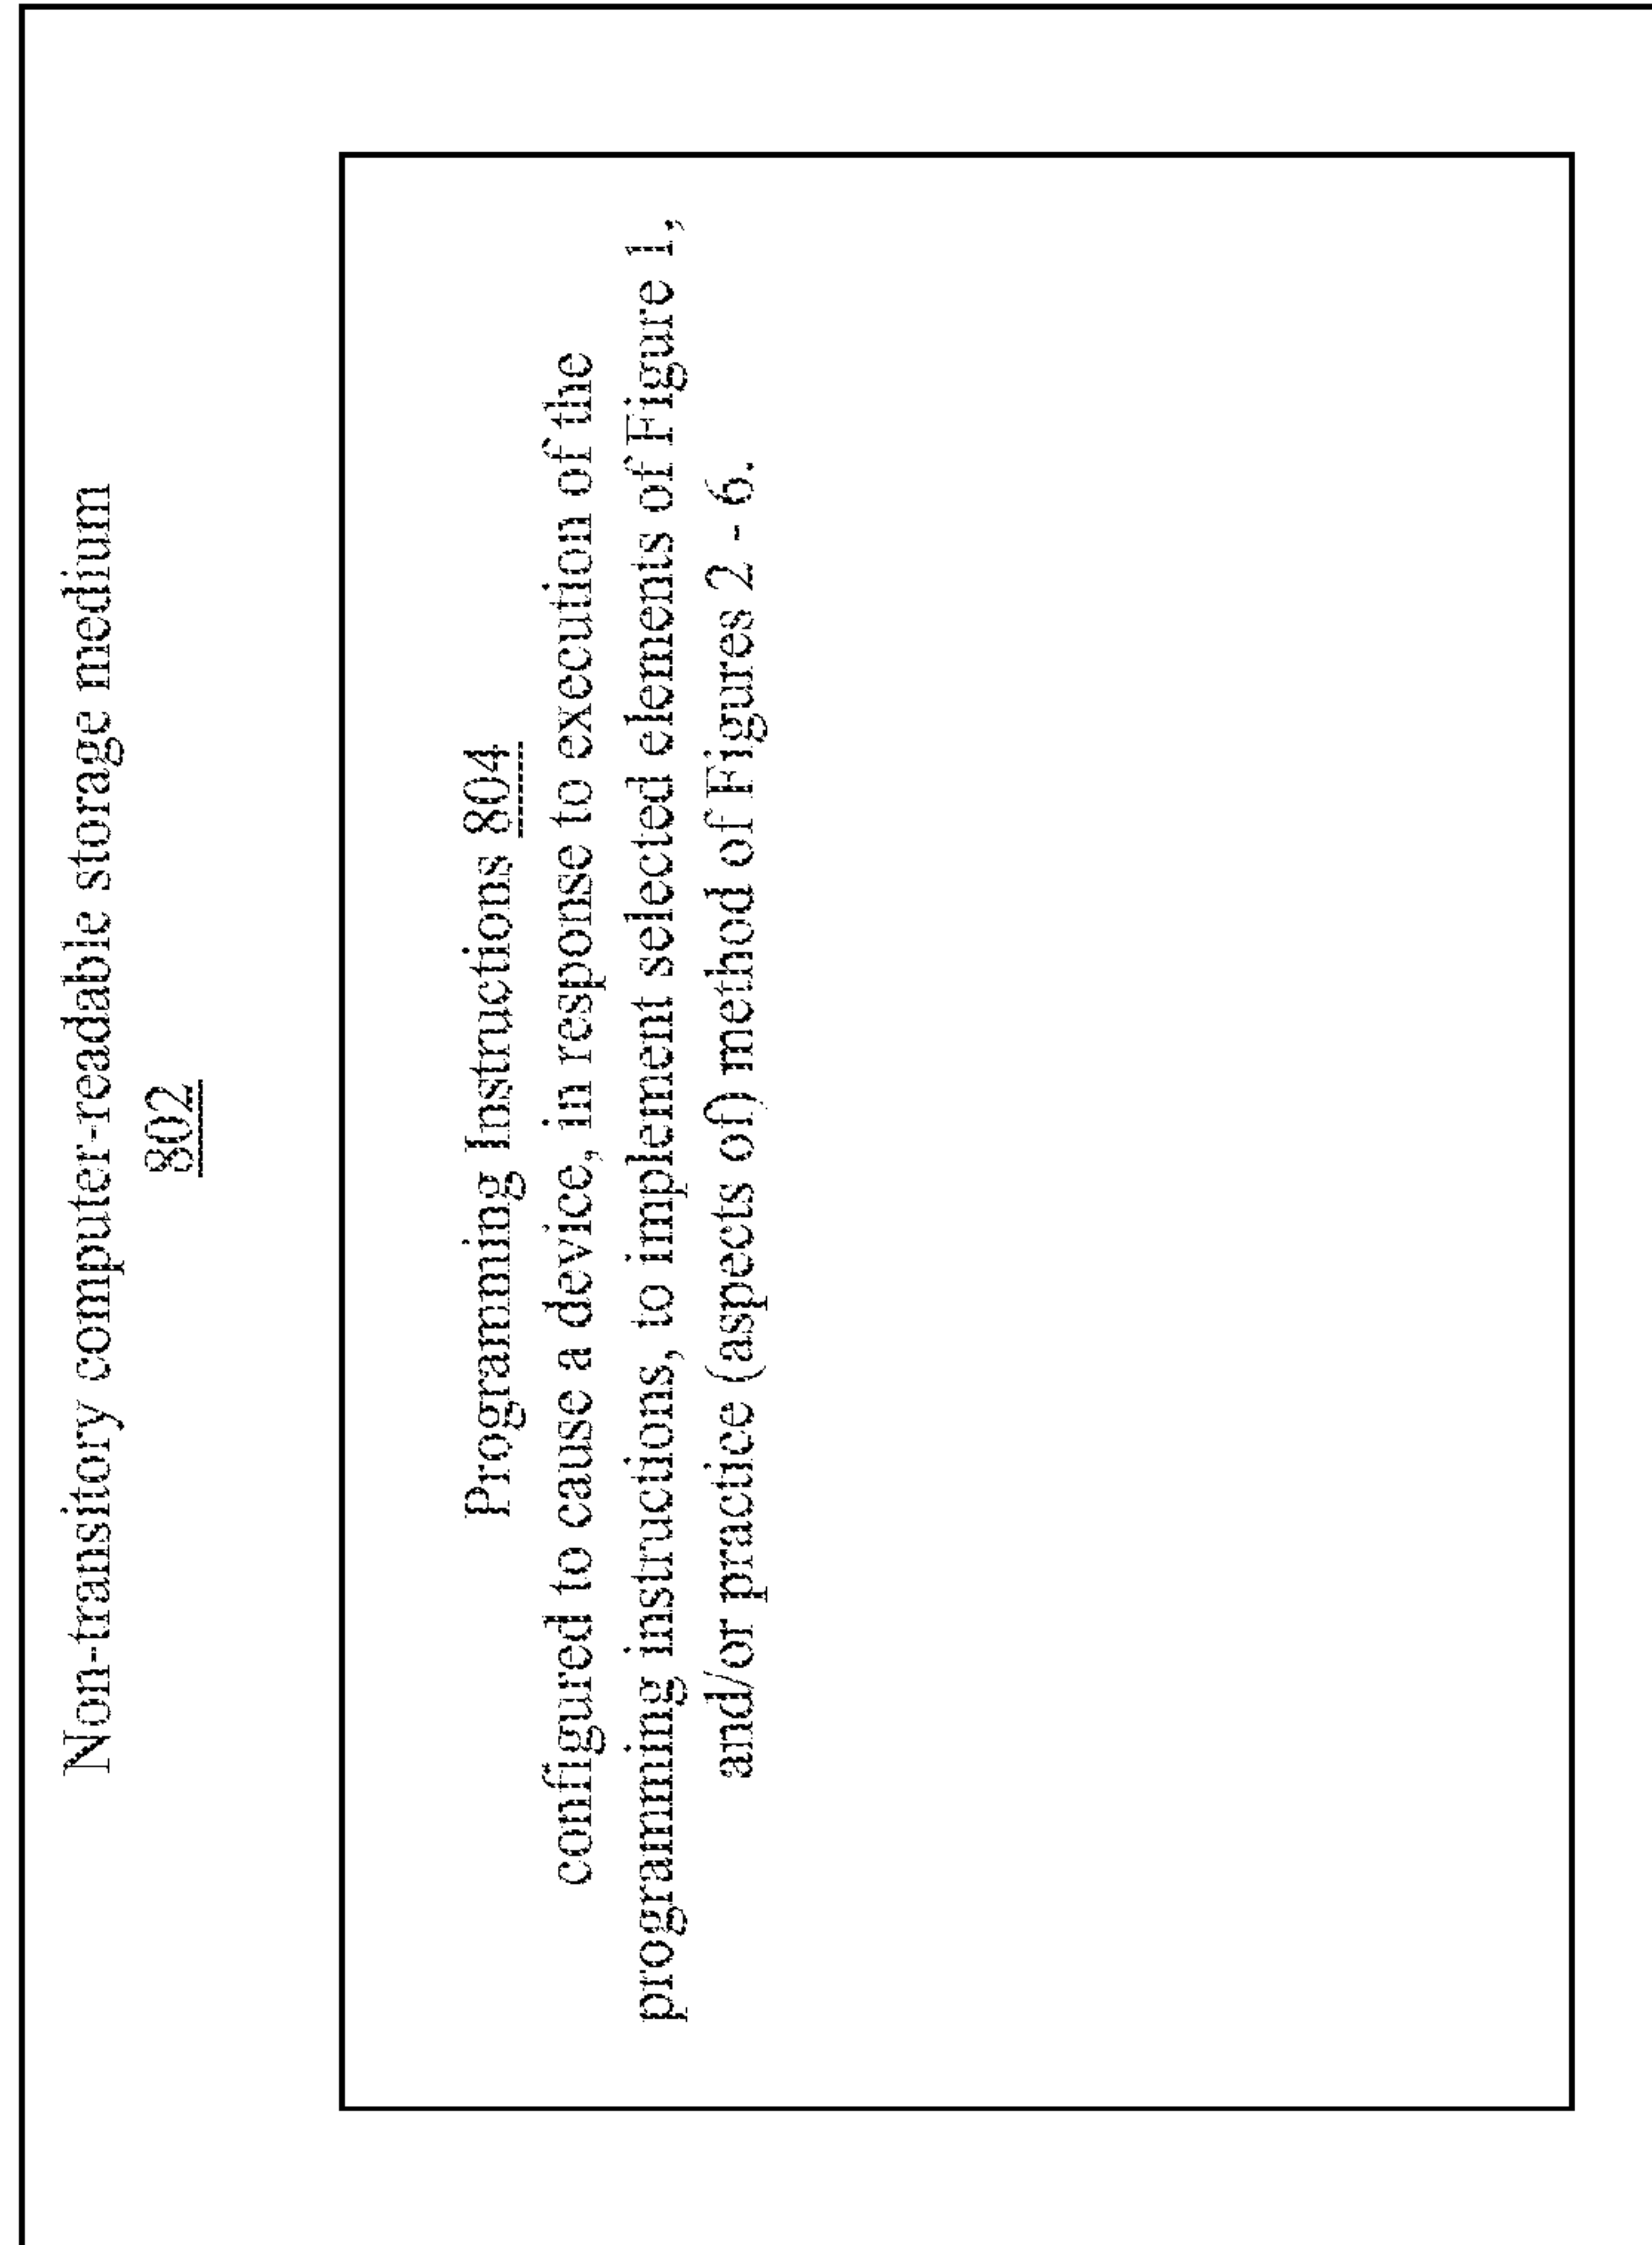 Non-transitory computer-readable storage medium
802
Programming Instructions 804
configured to cause a device, in response to execution of the
programming instructions, to implement selected elements of Figure 1,
and/or practice (aspects of) method of Figures 2 - 6.